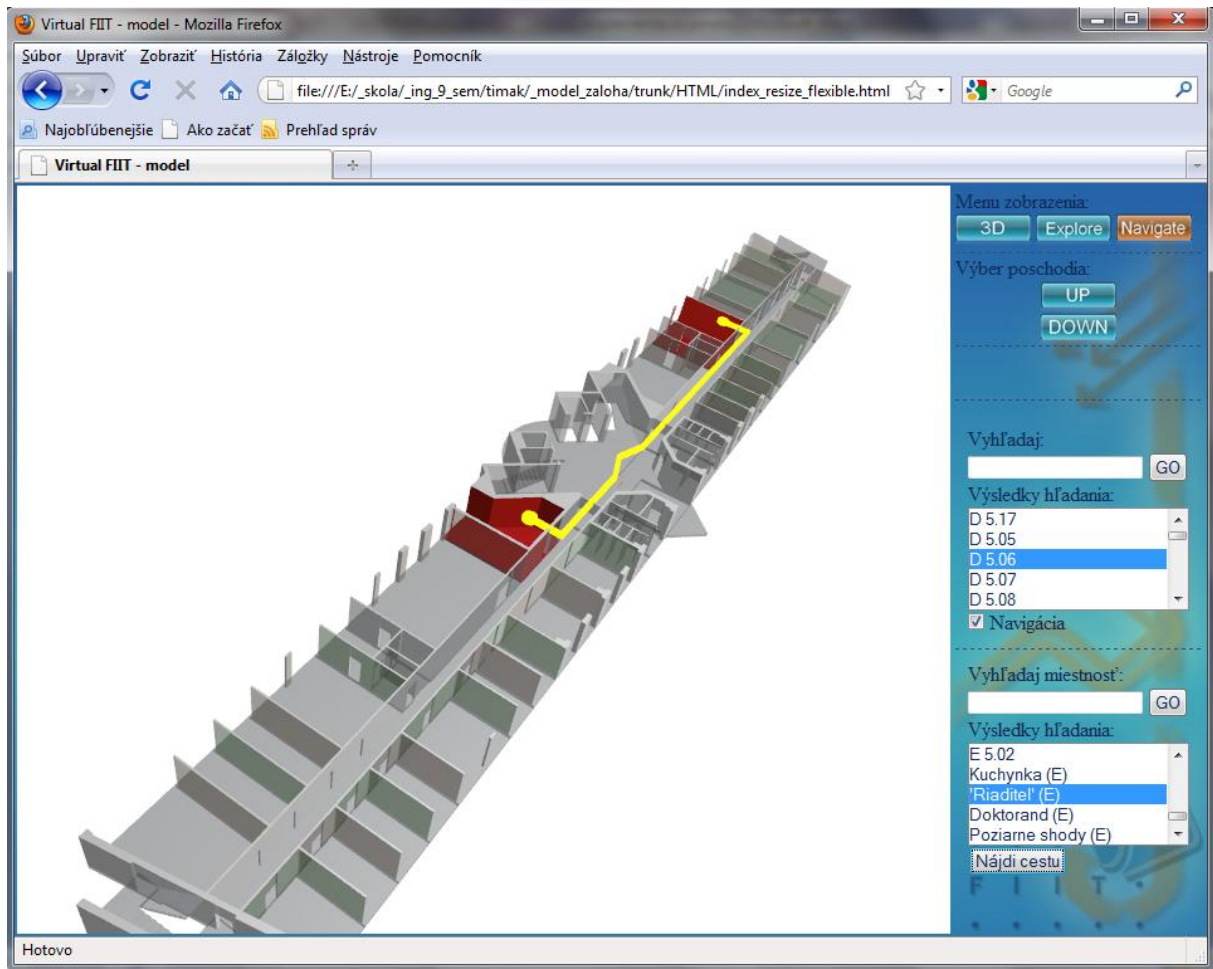 Virtual FIIT - model - Mozilla Firefox
Súbor Upraviť Zobraziť História Záložky Nástroje Pomocník
file:///E:/_skola/_ing_9_sem/timak/_model_zaloha/trunk/HTML/index_resize_flexible.html Google
Najobľúbenejšie Ako začať Prehľad správ
Virtual FIIT - model
Menu zobrazenia:
3D Explore Navigate
Výber poschodia:
UP
DOWN
Vyhľadaj:
GO
Výsledky hľadania:
D 5.17
D 5.05
D 5.06
D 5.07
D 5.08
Navigácia
Vyhľadaj miestnosť:
GO
Výsledky hľadania:
E 5.02
Kuchynka (E)
'Riaditel' (E)
Doktorand (E)
Poziarne shody (E)
Nájdi cestu
F I I T
Hotovo